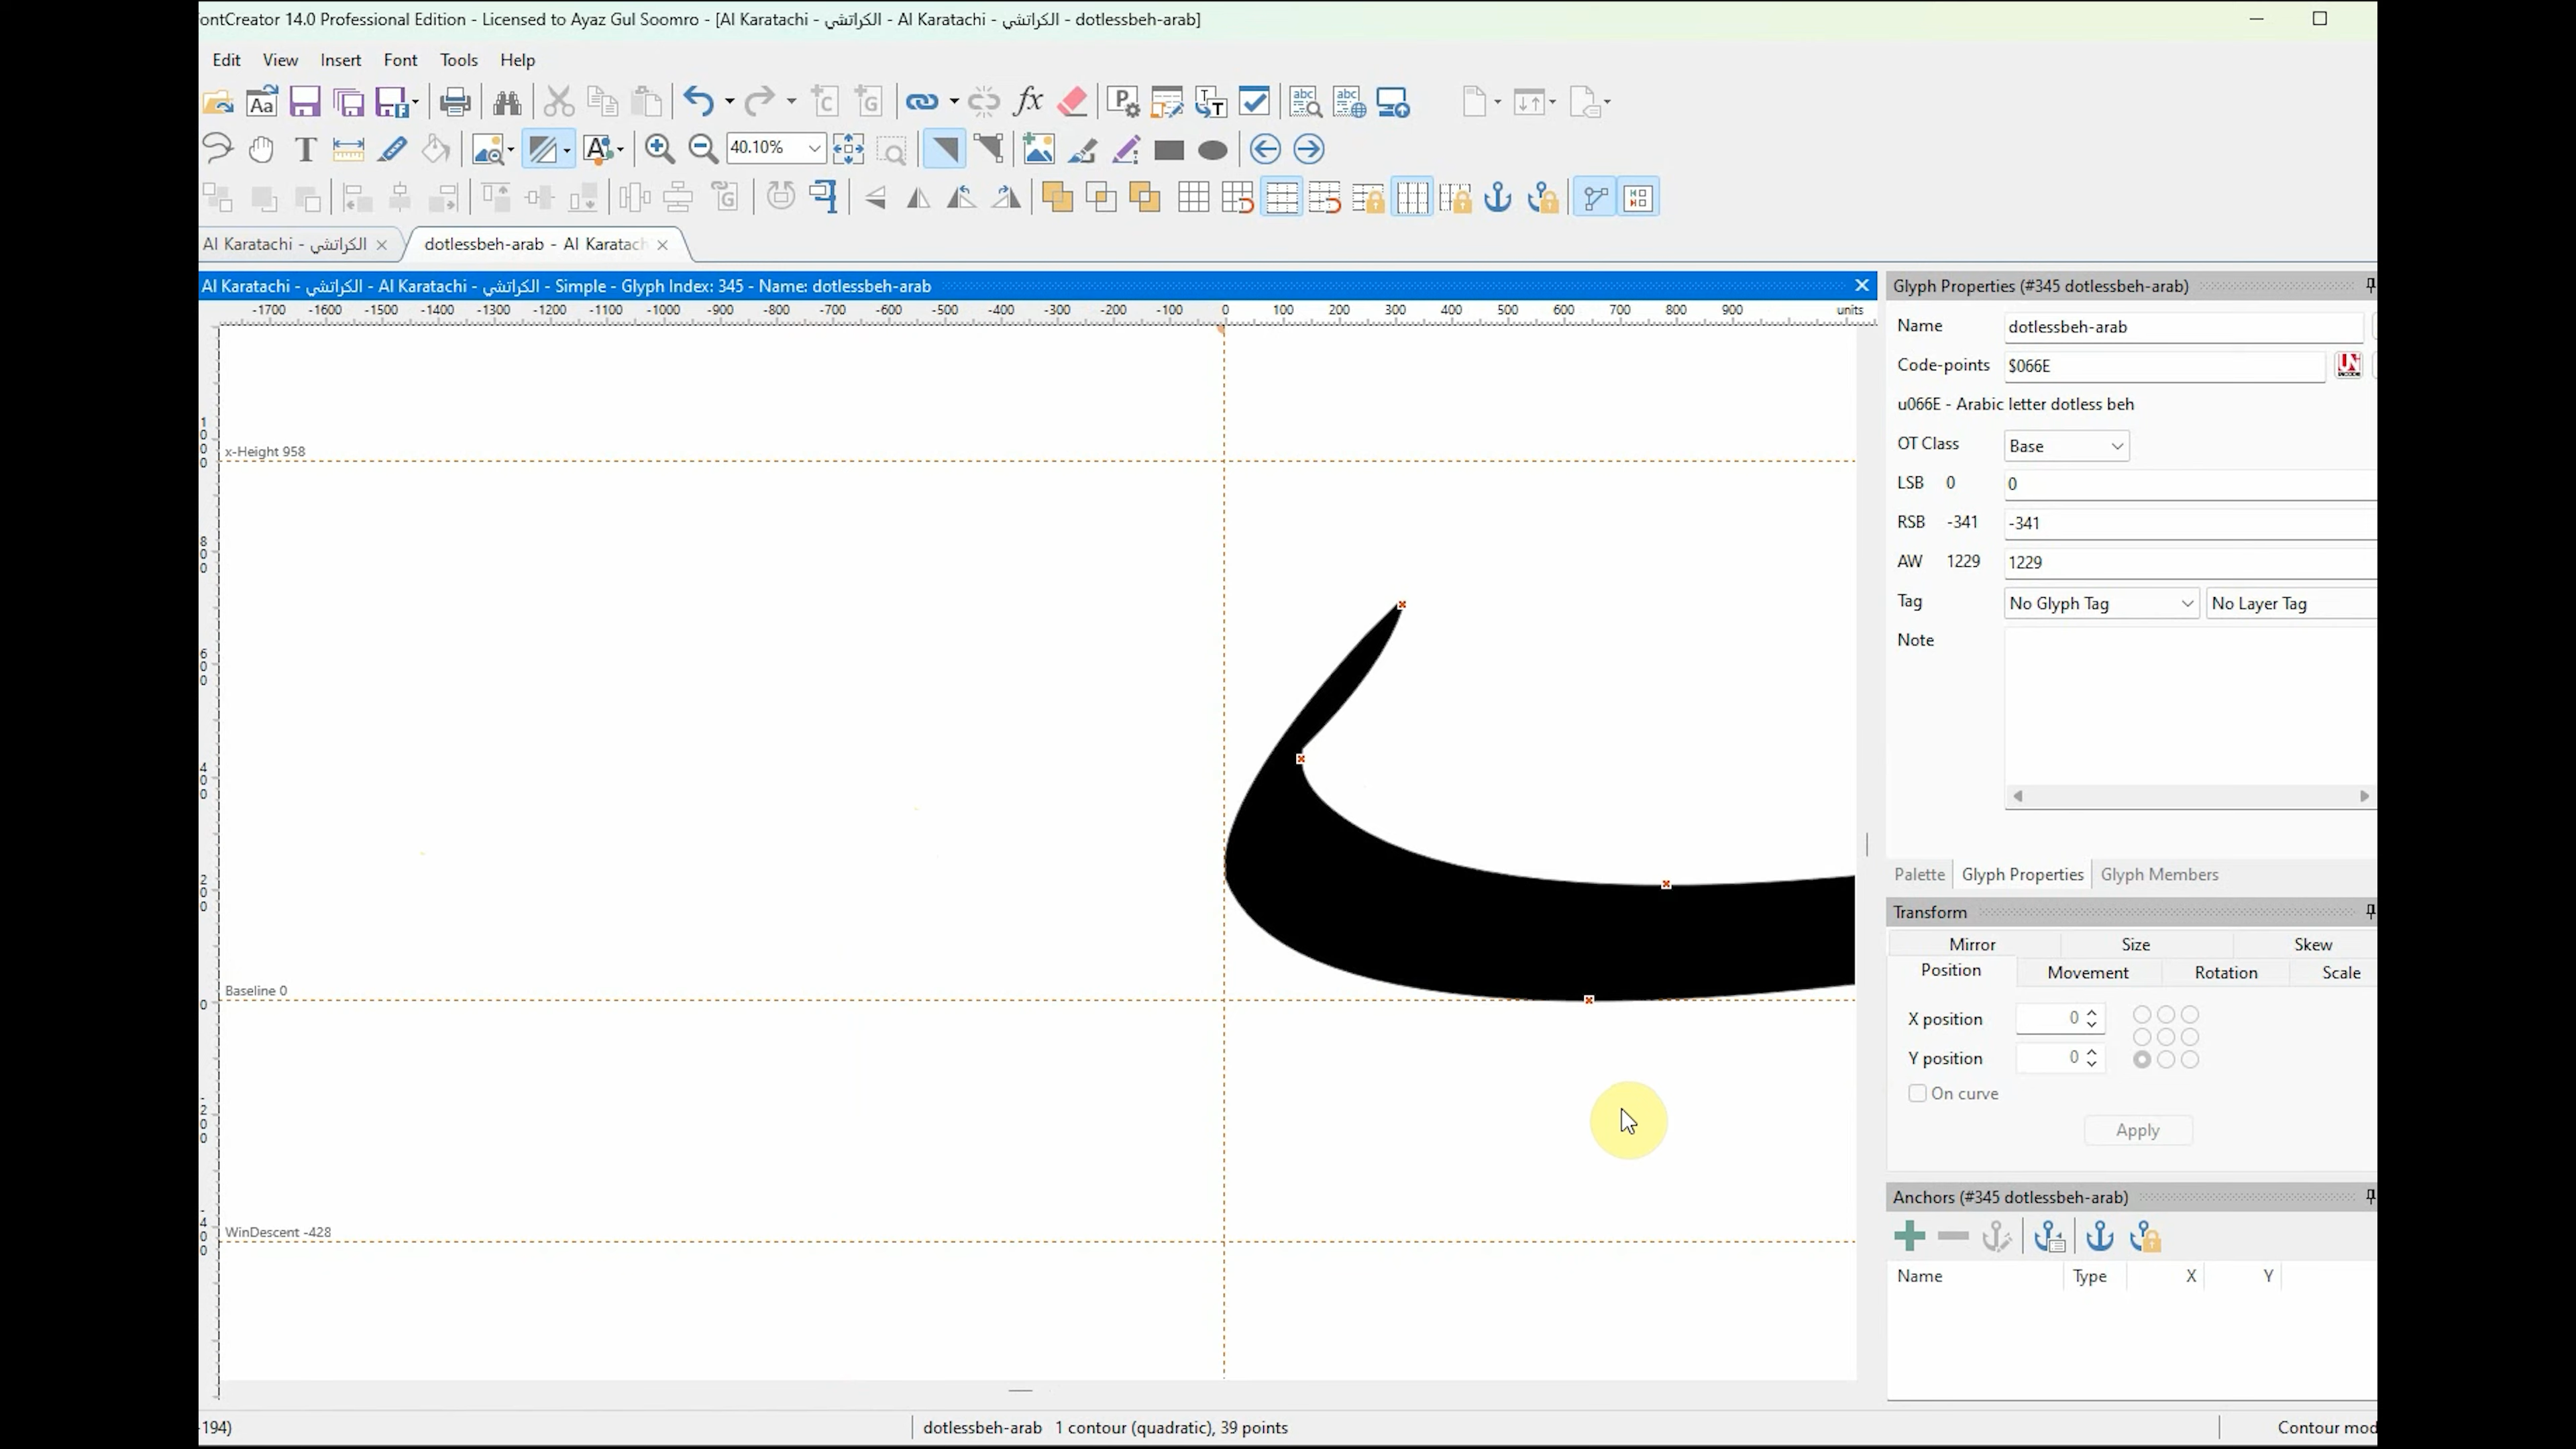 ontCreator 14.0 Professional Edition - Licensed to Ayaz Gul Soomro - [Al Karatachi - الكراتشي - Al Karatachi - الكراتشي - dotlessbeh-arab]
Edit View Insert Font Tools Help
40.10%
Al Karatachi - الكراتشي
dotlessbeh-arab - Al Karatach
Al Karatachi - الكراتشي - Al Karatachi - الكراتشي - Simple - Glyph Index: 345 - Name: dotlessbeh-arab
-1700 -1600 -1500 -1400 -1300 -1200 -1100 -1000 -900 -800 -700 -600 -500 -400 -300 -200 -100 0 100 200 300 400 500 600 700 800 900 units
1000
x-Height 958
800
600
400
200
Baseline 0
0
-200
-400
WinDescent -428
Glyph Properties (#345 dotlessbeh-arab)
Name dotlessbeh-arab
Code-points $066E
u066E - Arabic letter dotless beh
OT Class Base
LSB 0 0
RSB -341 -341
AW 1229 1229
Tag No Glyph Tag No Layer Tag
Note
Palette Glyph Properties Glyph Members
Transform
Mirror Size Skew
Position Movement Rotation Scale
X position 0
Y position 0
On curve
Apply
Anchors (#345 dotlessbeh-arab)
Name Type X Y
194) dotlessbeh-arab 1 contour (quadratic), 39 points Contour mod